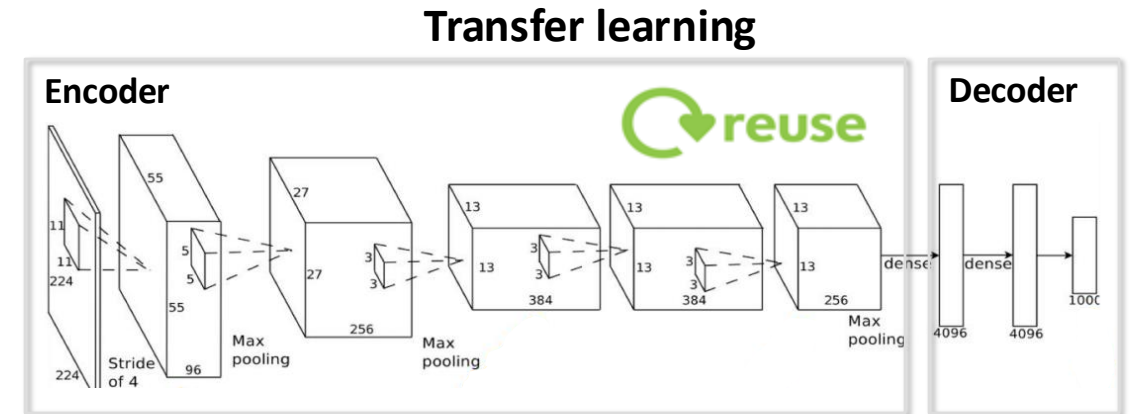 Transfer learning
Encoder
Decoder
reuse
11
11
224
224
Stride
of 4
55
55
96
5
5
Max
pooling
27
27
256
3
3
Max
pooling
13
13
384
3
3
13
13
384
3
3
13
13
256
Max
pooling
dense
4096
dense
4096
1000